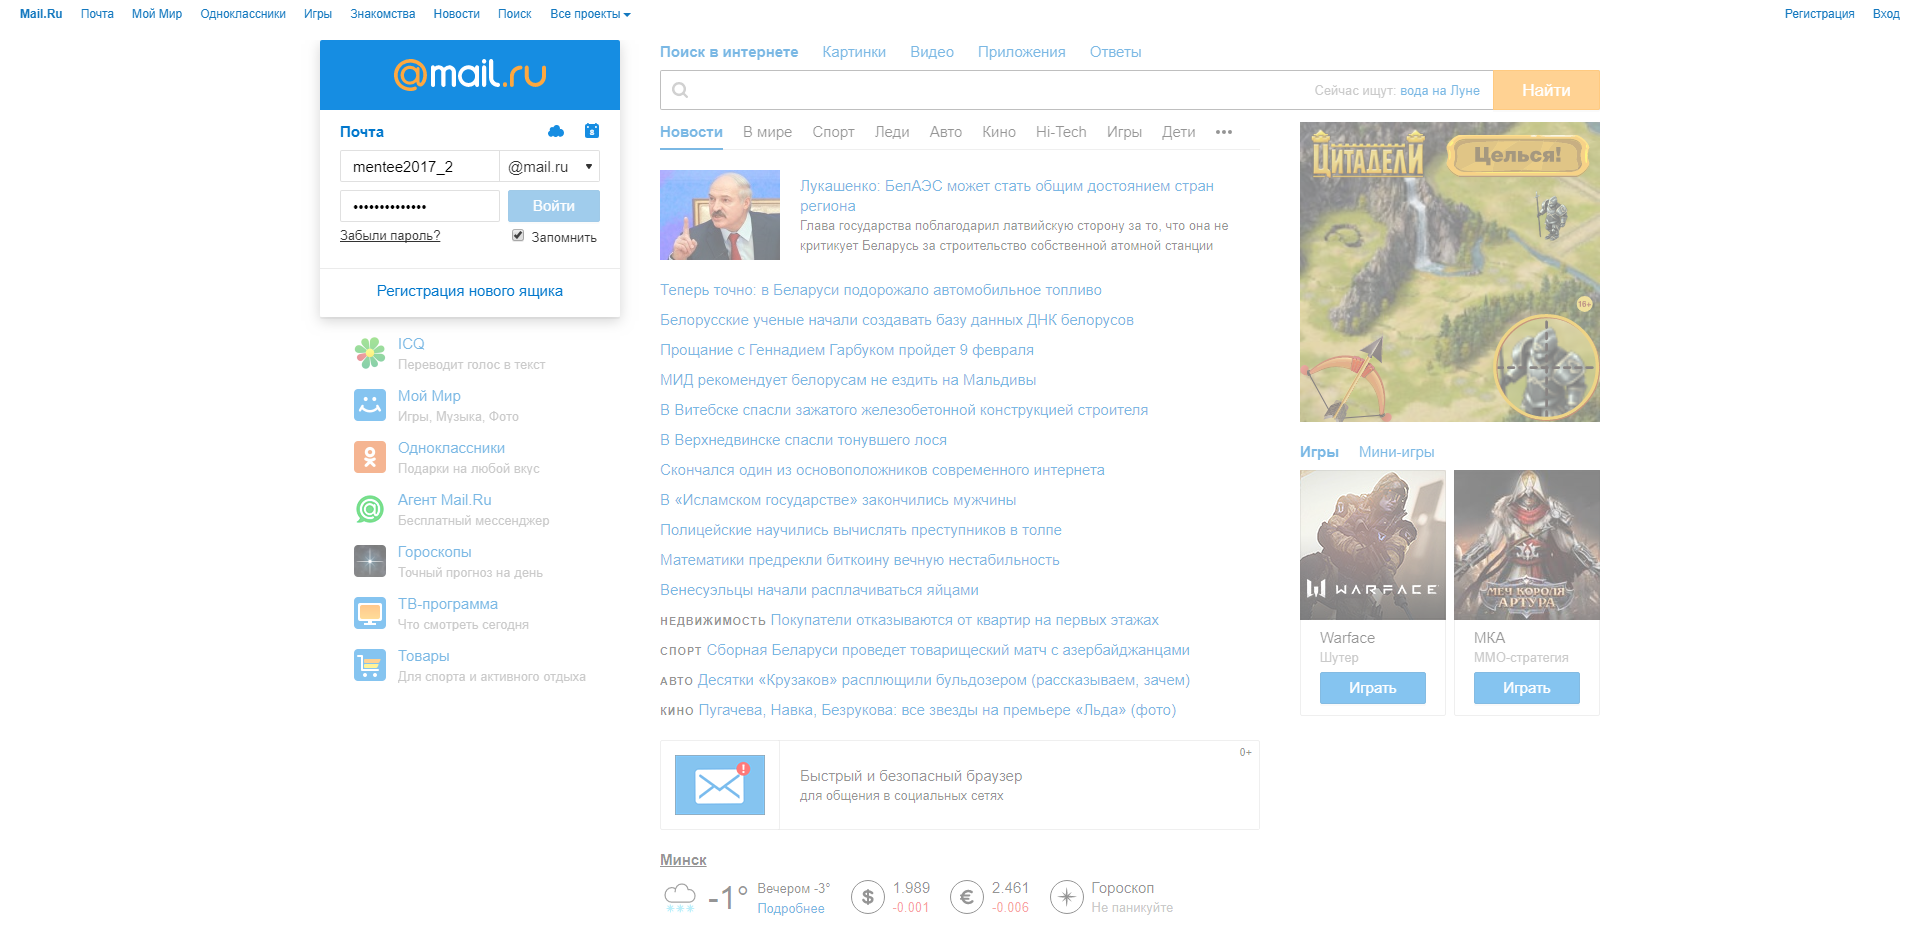 Mail.Ru Почта Мой Мир Одноклассники Игры Знакомства Новости Поиск Все проекты Регистрация Вход
@mail.ru
Почта
mentee2017_2 @mail.ru
•••••••••••••• Войти
Забыли пароль? Запомнить
Регистрация нового ящика
ICQ
Переводит голос в текст
Мой Мир
Игры, Музыка, Фото
Одноклассники
Подарки на любой вкус
Агент Mail.Ru
Бесплатный мессенджер
Гороскопы
Точный прогноз на день
ТВ-программа
Что смотреть сегодня
Товары
Для спорта и активного отдыха
Поиск в интернете Картинки Видео Приложения Ответы
Сейчас ищут: вода на Луне Найти
Новости В мире Спорт Леди Авто Кино Hi-Tech Игры Дети •••
Лукашенко: БелАЭС может стать общим достоянием стран
региона
Глава государства поблагодарил латвийскую сторону за то, что она не
критикует Беларусь за строительство собственной атомной станции
Теперь точно: в Беларуси подорожало автомобильное топливо
Белорусские ученые начали создавать базу данных ДНК белорусов
Прощание с Геннадием Гарбуком пройдет 9 февраля
МИД рекомендует белорусам не ездить на Мальдивы
В Витебске спасли зажатого железобетонной конструкцией строителя
В Верхнедвинске спасли тонувшего лося
Скончался один из основоположников современного интернета
В «Исламском государстве» закончились мужчины
Полицейские научились вычислять преступников в толпе
Математики предрекли биткоину вечную нестабильность
Венесуэльцы начали расплачиваться яйцами
НЕДВИЖИМОСТЬ Покупатели отказываются от квартир на первых этажах
СПОРТ Сборная Беларуси проведет товарищеский матч с азербайджанцами
АВТО Десятки «Крузаков» расплющили бульдозером (рассказываем, зачем)
КИНО Пугачева, Навка, Безрукова: все звезды на премьере «Льда» (фото)
0+
Быстрый и безопасный браузер
для общения в социальных сетях
Минск
-1° Вечером -3°
Подробнее
$ 1.989
-0.001
€ 2.461
-0.006
Гороскоп
Не паникуйте
ЦИТАДЕЛИ Целься!
16+
Игры Мини-игры
WARFACE
Warface
Шутер
Играть
МЕЧ КОРОЛЯ
АРТУРА
МКА
ММО-стратегия
Играть